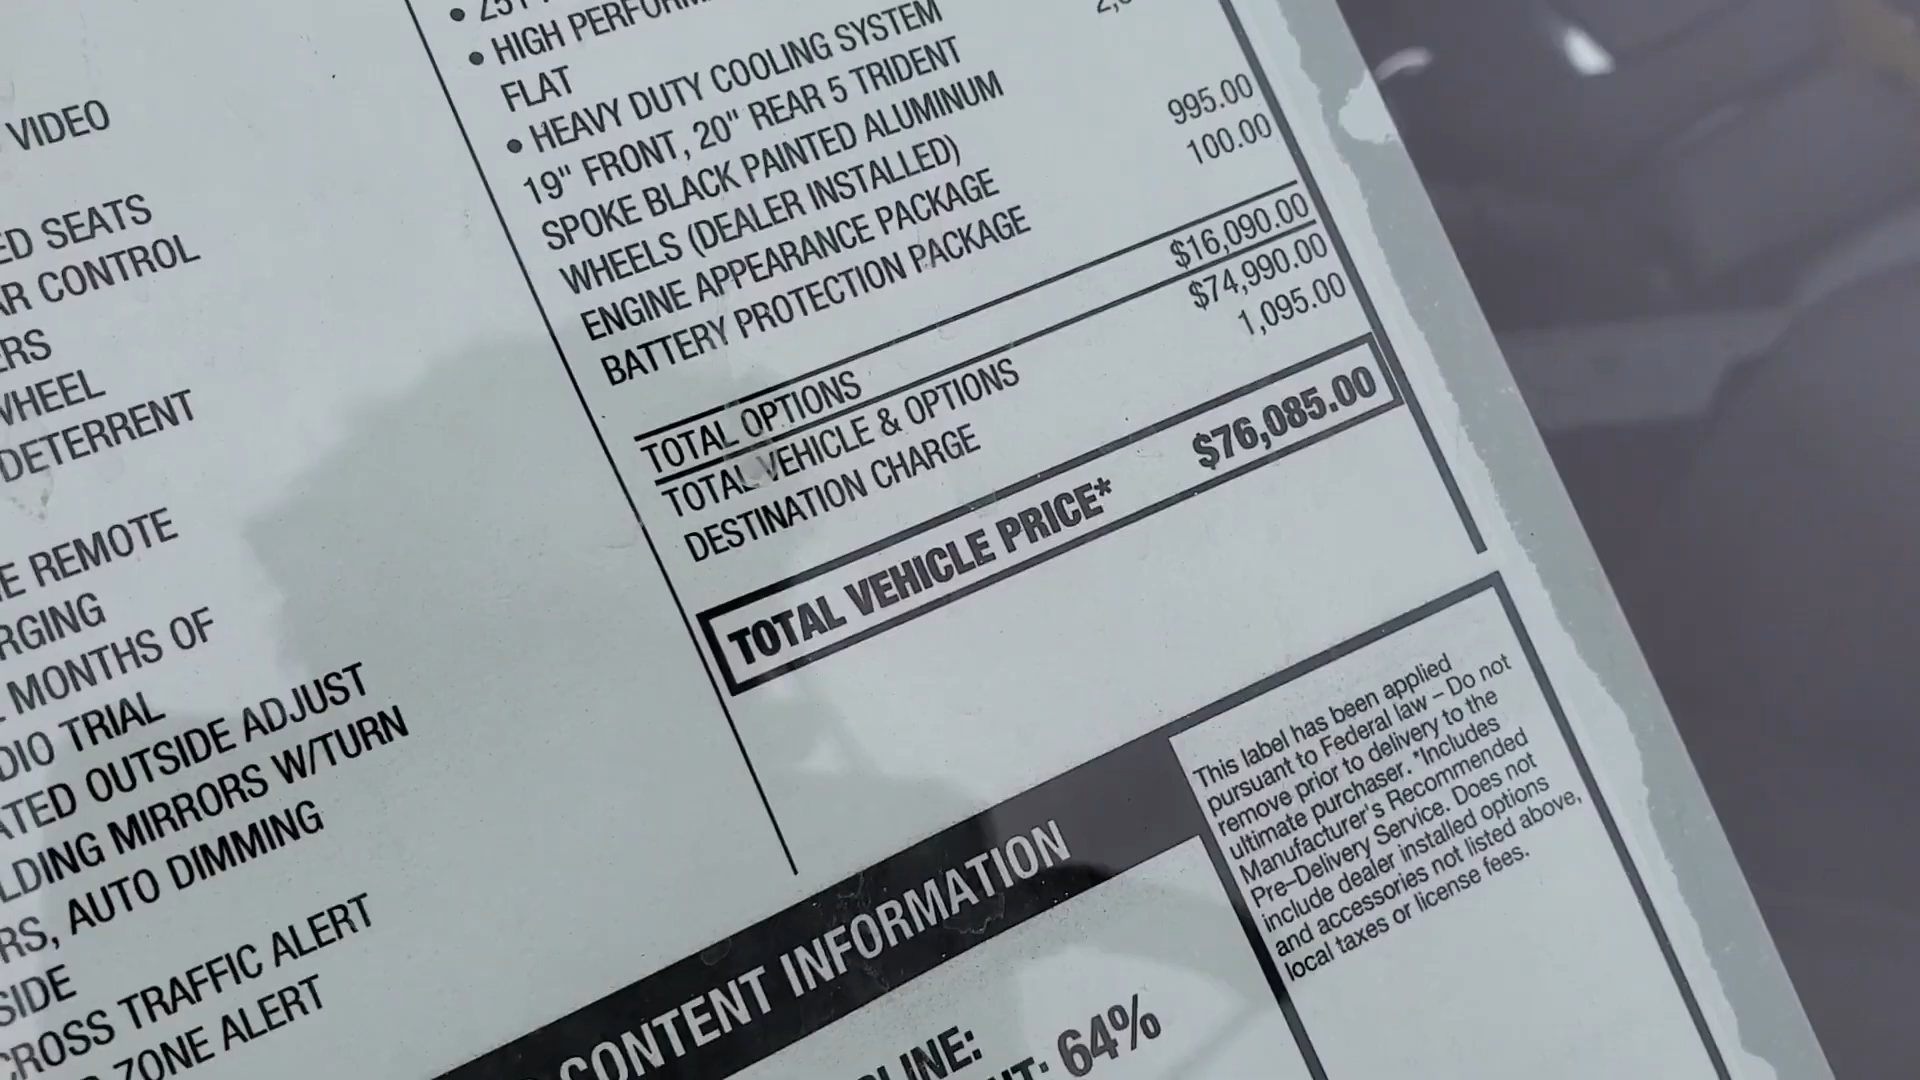 VIDEO
ED SEATS
AR CONTROL
ERS
WHEEL
DETERRENT
E REMOTE
RGING
MONTHS OF
DIO TRIAL
ATED OUTSIDE ADJUST
LDING MIRRORS W/TURN
RS, AUTO DIMMING
SIDE
CROSS TRAFFIC ALERT
ZONE ALERT
• HIGH PERFORM
FLAT
• HEAVY DUTY COOLING SYSTEM
19" FRONT, 20" REAR 5 TRIDENT
SPOKE BLACK PAINTED ALUMINUM
WHEELS (DEALER INSTALLED)
ENGINE APPEARANCE PACKAGE 995.00
BATTERY PROTECTION PACKAGE 100.00
TOTAL OPTIONS $16,090.00
TOTAL VEHICLE & OPTIONS $74,990.00
DESTINATION CHARGE 1,095.00
TOTAL VEHICLE PRICE* $76,085.00
CONTENT INFORMATION
LINE:
64%
This label has been applied
pursuant to Federal law – Do not
remove prior to delivery to the
ultimate purchaser. *Includes
Manufacturer's Recommended
Pre–Delivery Service. Does not
include dealer installed options
and accessories not listed above,
local taxes or license fees.